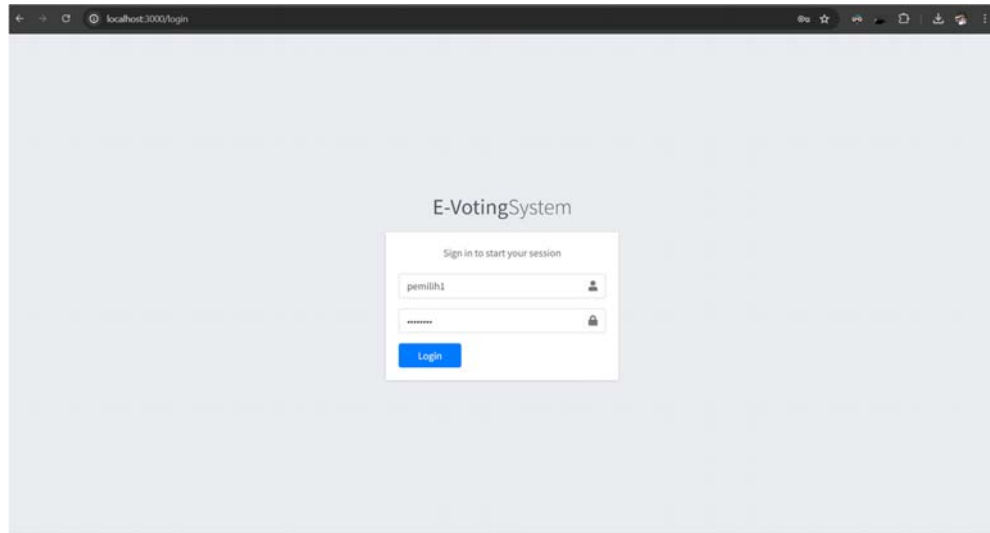 localhost:3000/login
E-VotingSystem
Sign in to start your session
pemilih1
•••••••••
Login